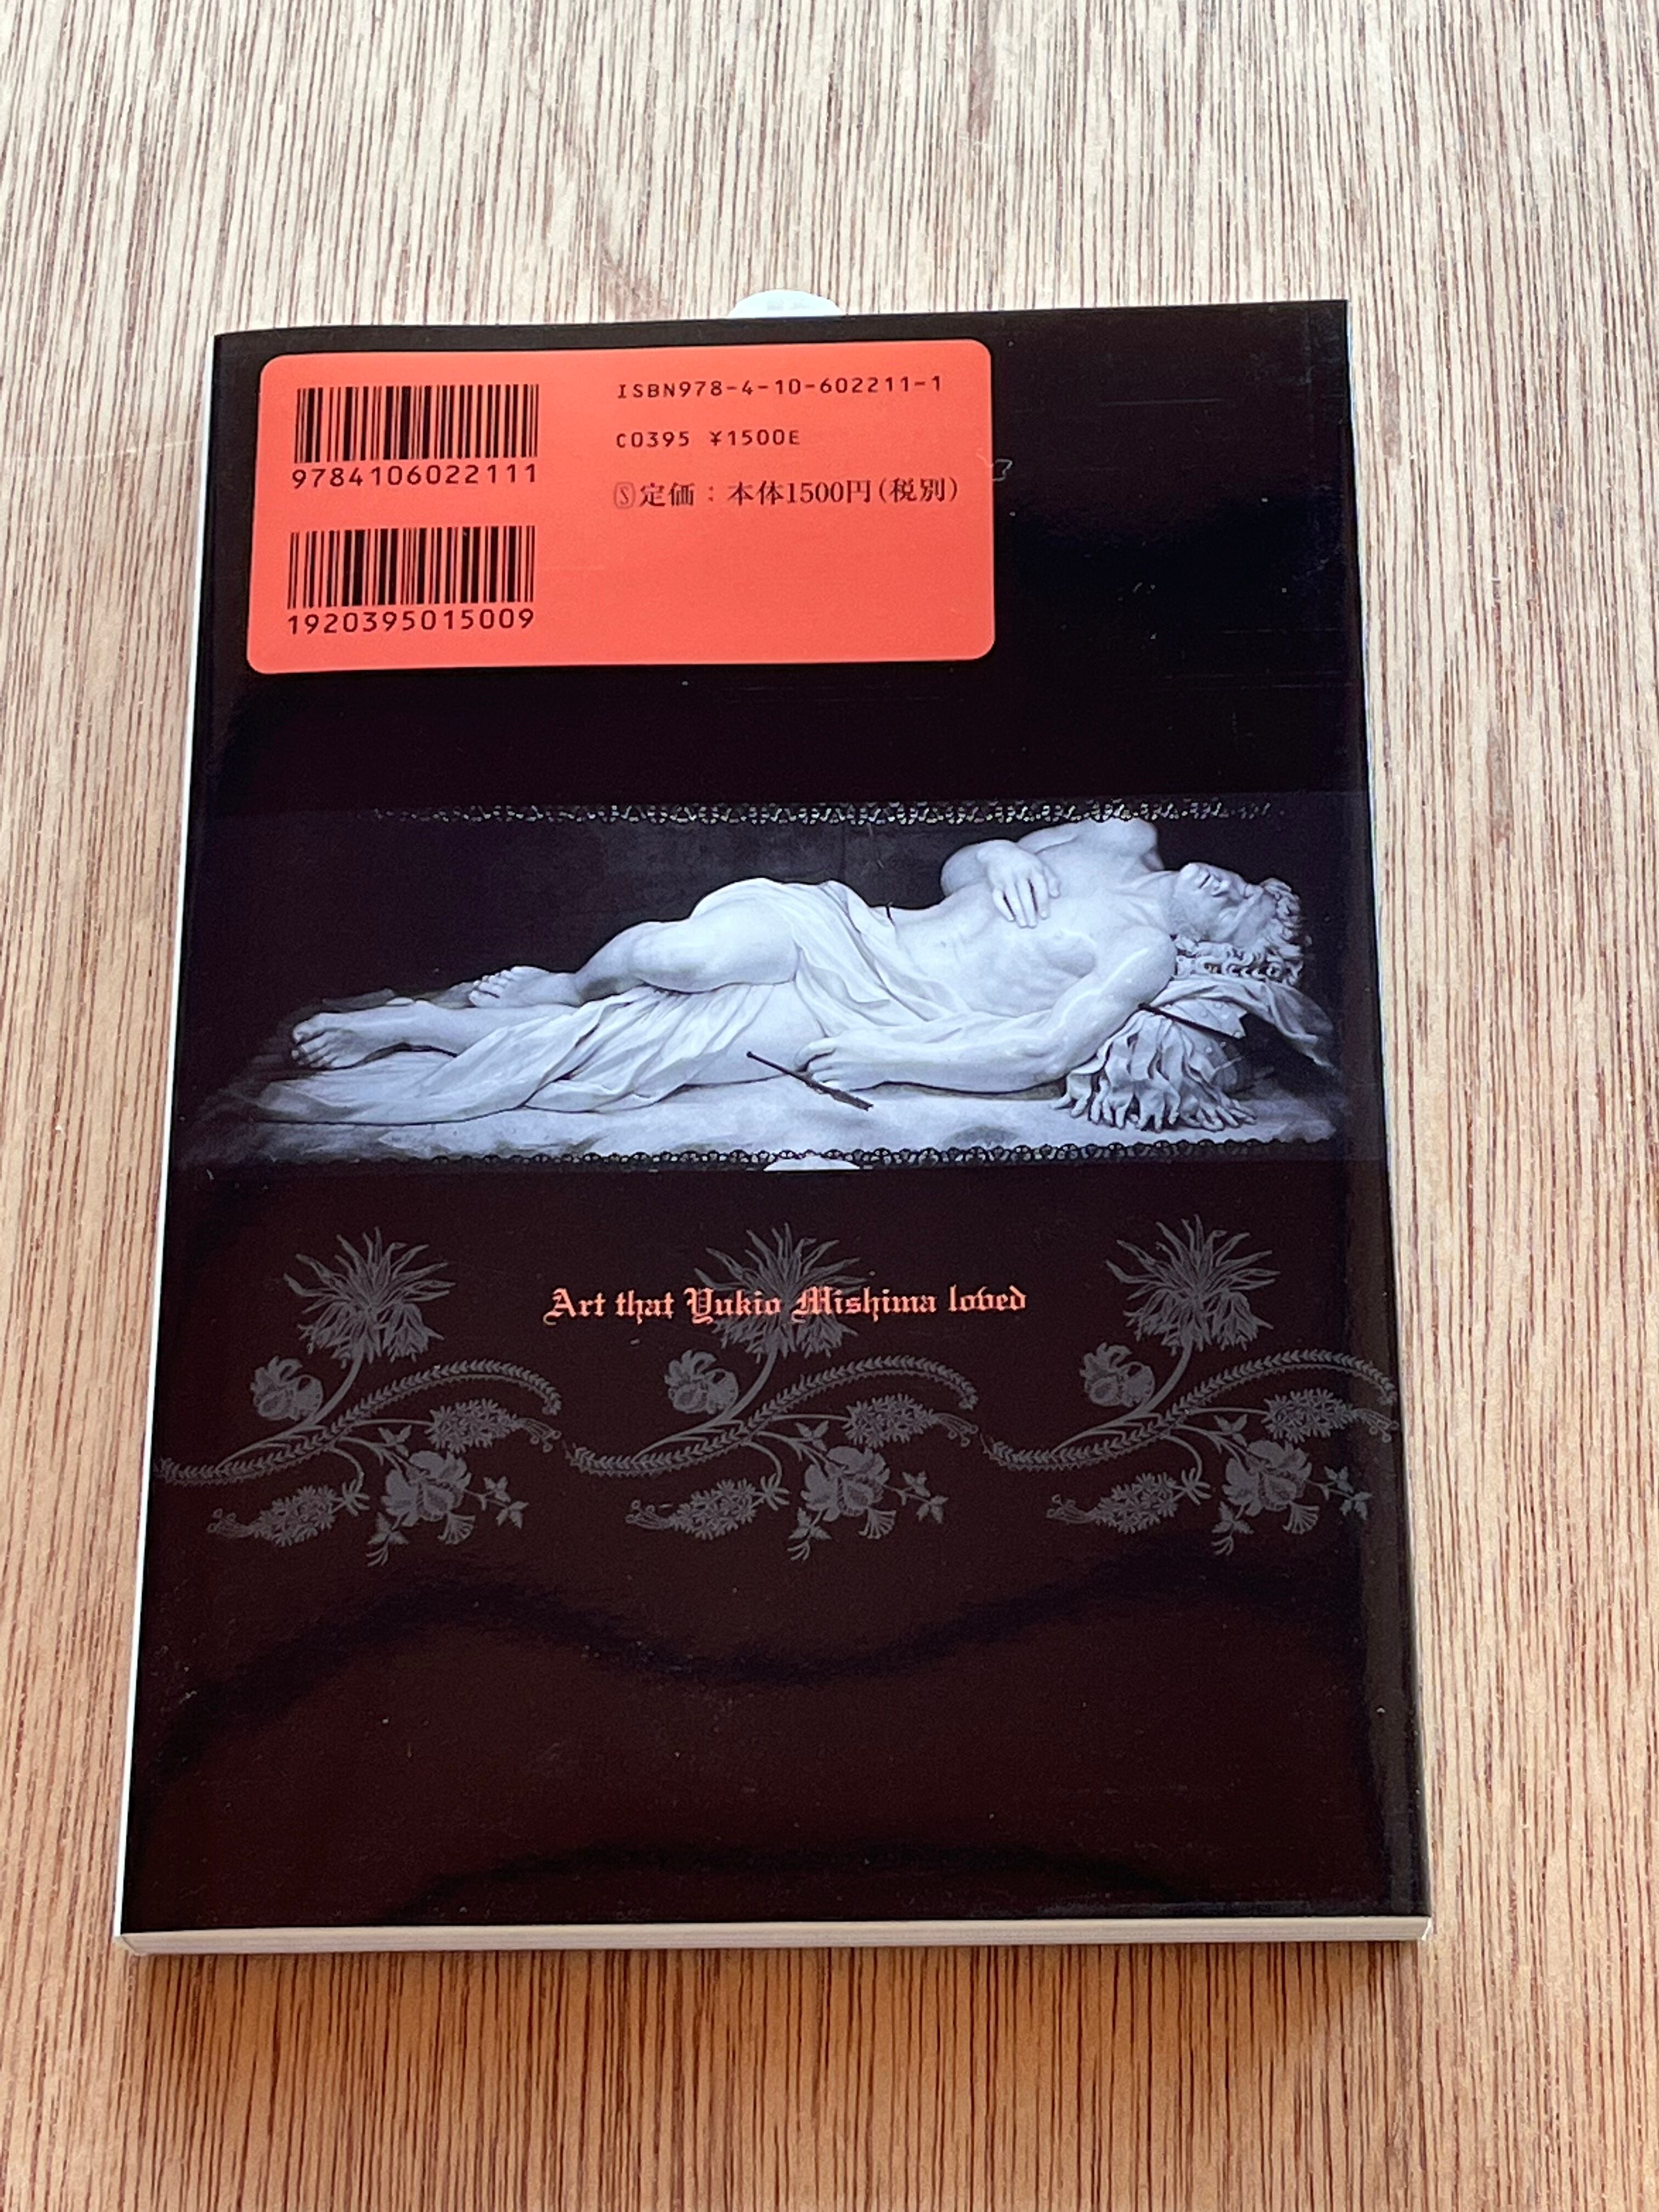 ISBN978-4-10-602211-1
C0395 ¥1500E
Ⓢ定価：本体1500円(税別)
9784106022111
1920395015009
Art that Yukio Mishima loved